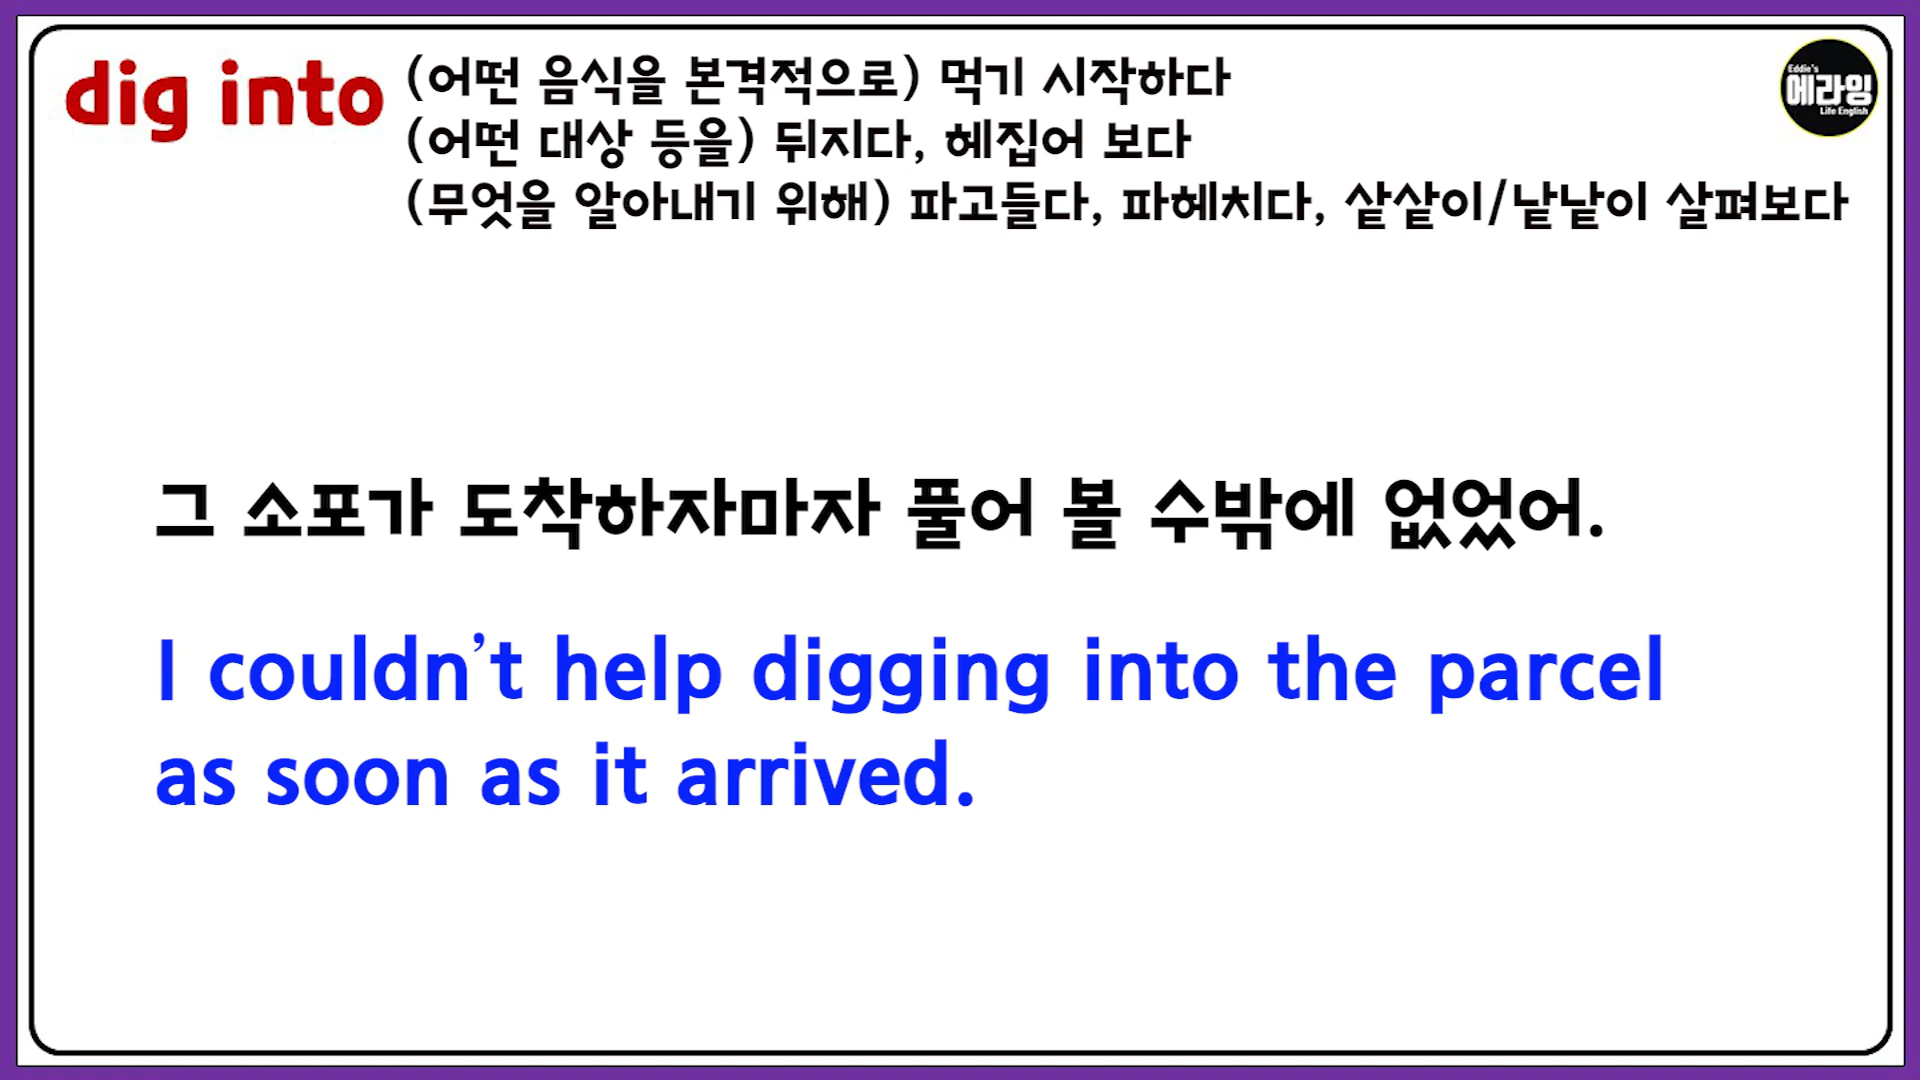 dig into
(어떤 음식을 본격적으로) 먹기 시작하다
(어떤 대상 등을) 뒤지다, 헤집어 보다
(무엇을 알아내기 위해) 파고들다, 파헤치다, 샅샅이/낱낱이 살펴보다
Eddie's
에라잉
Life English
그 소포가 도착하자마자 풀어 볼 수밖에 없었어.
I couldn’t help digging into the parcel
as soon as it arrived.